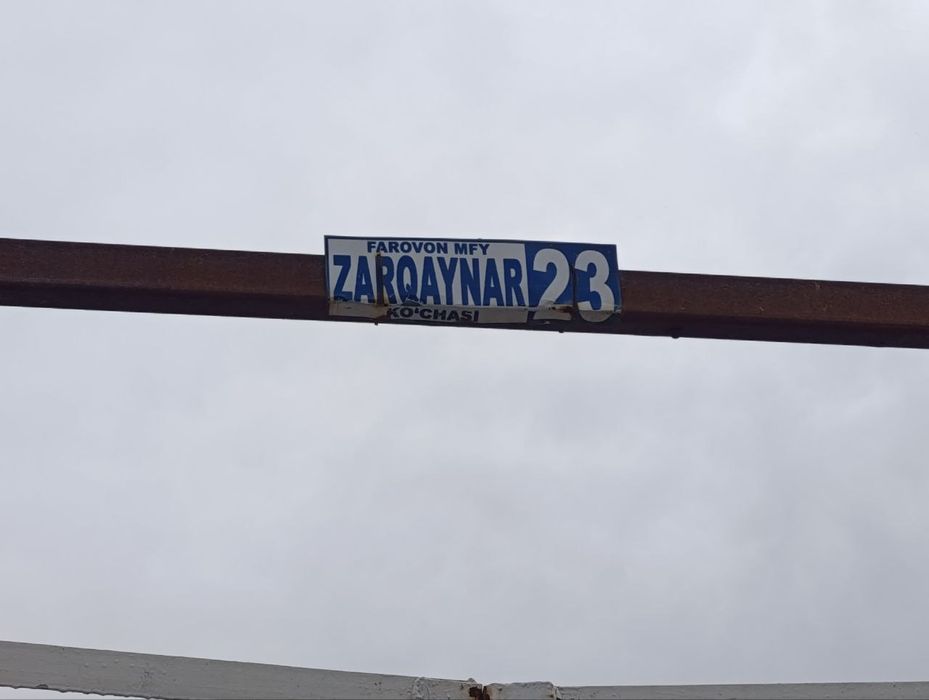 FAROVON MFY
ZARQAYNAR 23
KO‘CHASI